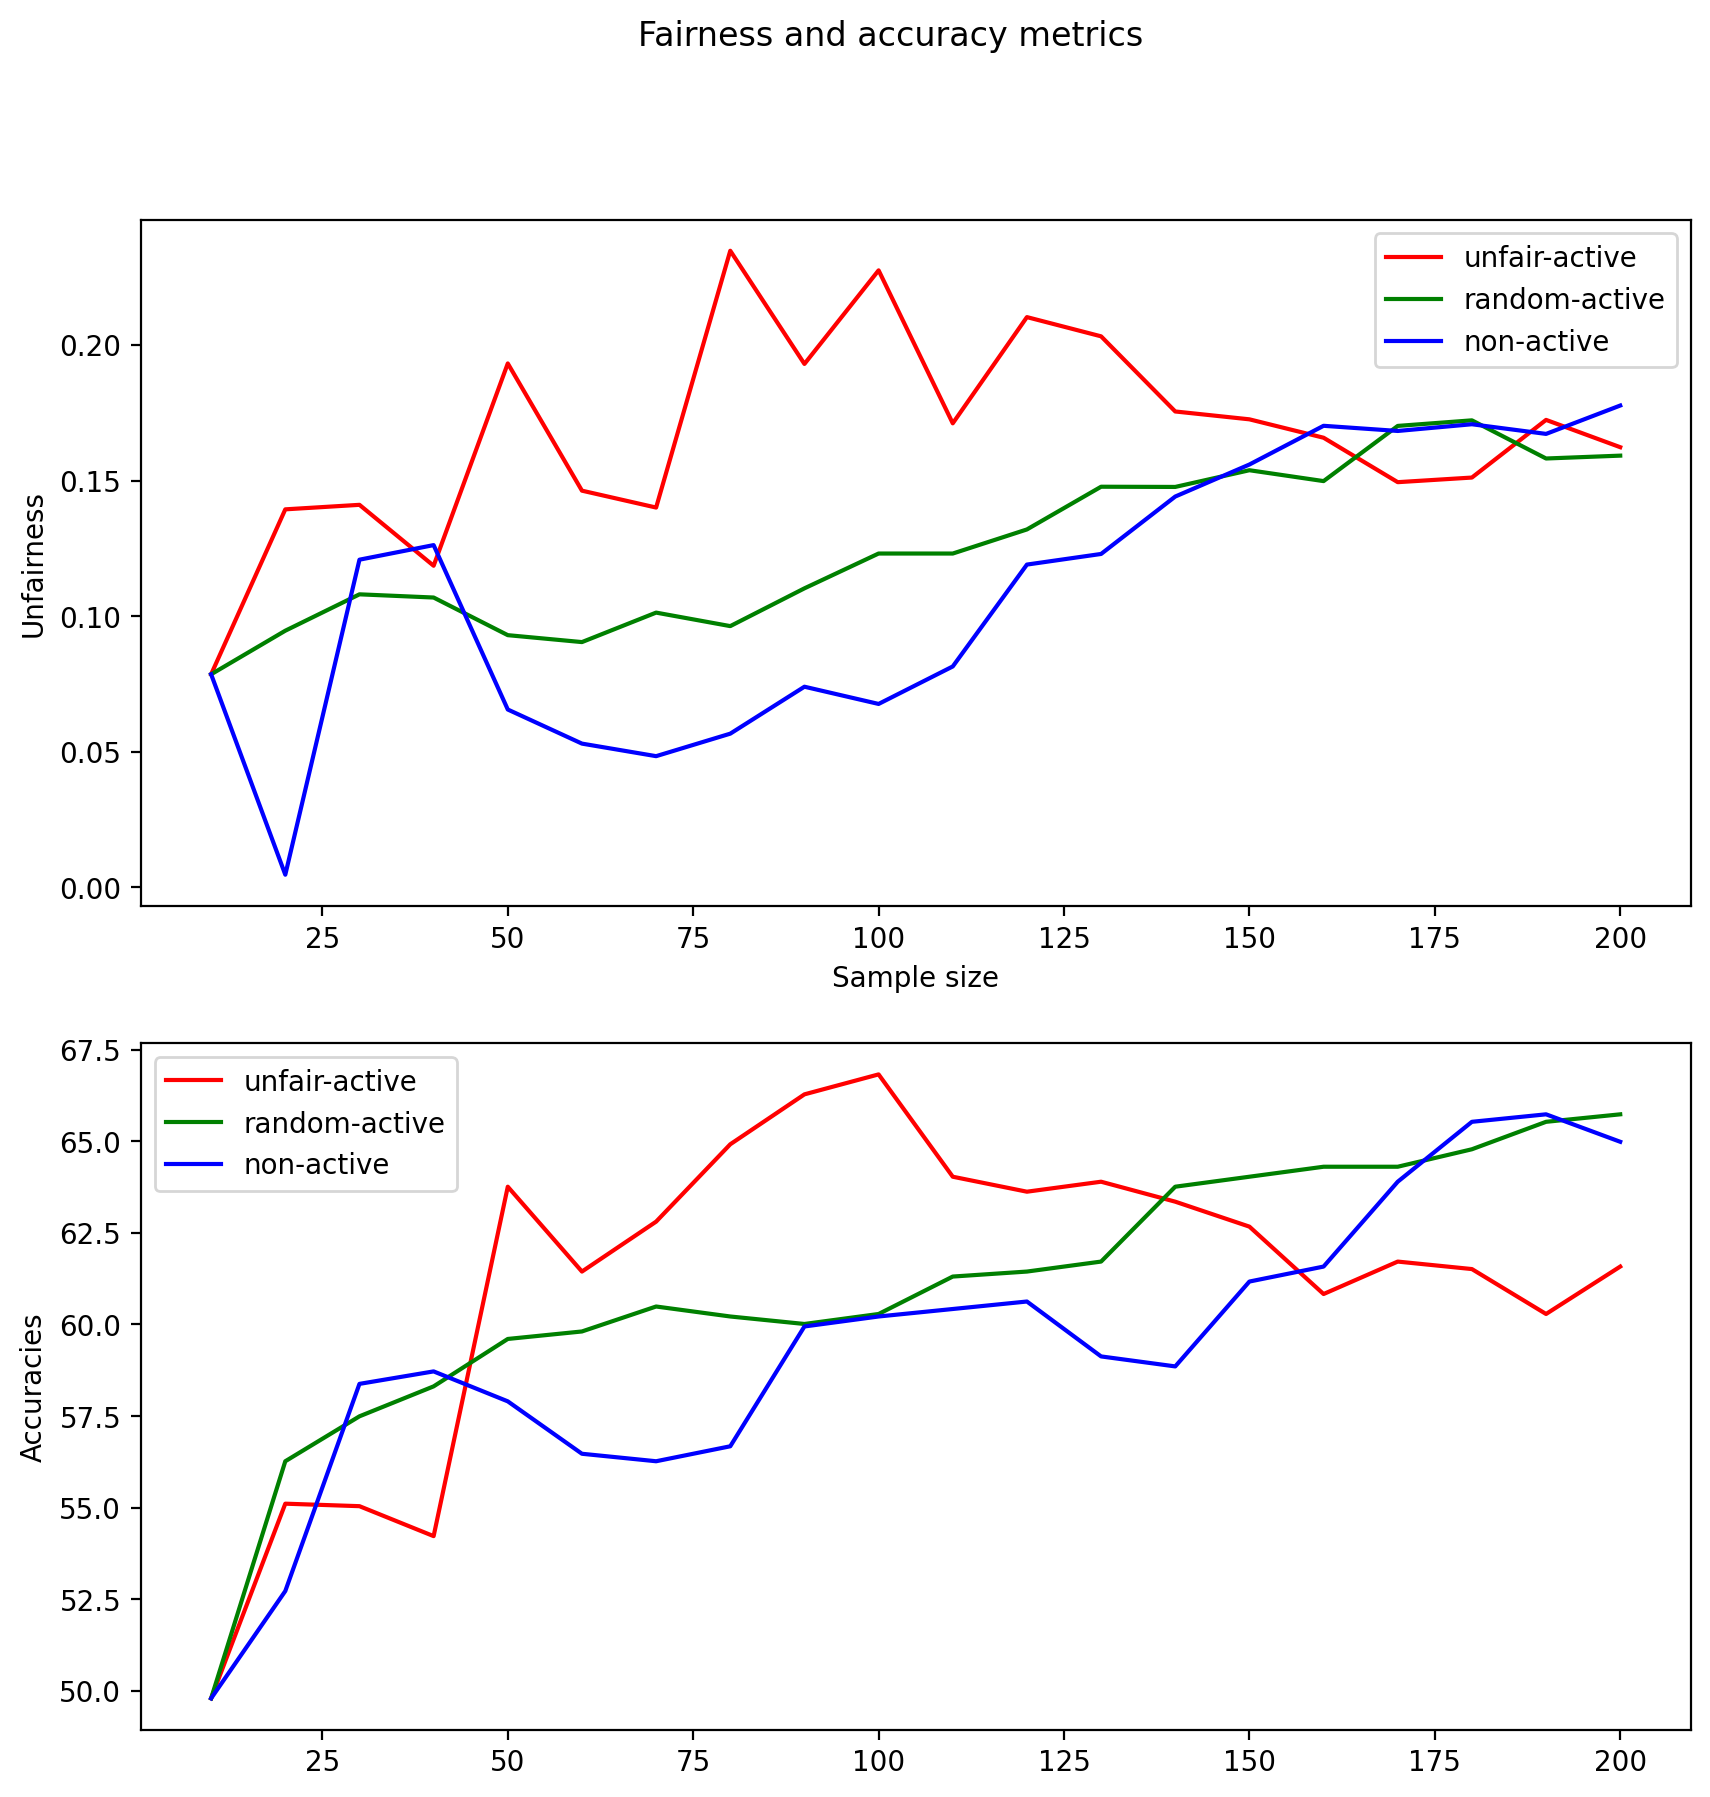 Fairness and accuracy metrics
unfair-active
random-active
non-active
0.20
0.15
0.10
0.05
0.00
Unfairness
25 50 75 100 125 150 175 200
Sample size
unfair-active
random-active
non-active
67.5
65.0
62.5
60.0
57.5
55.0
52.5
50.0
Accuracies
25 50 75 100 125 150 175 200